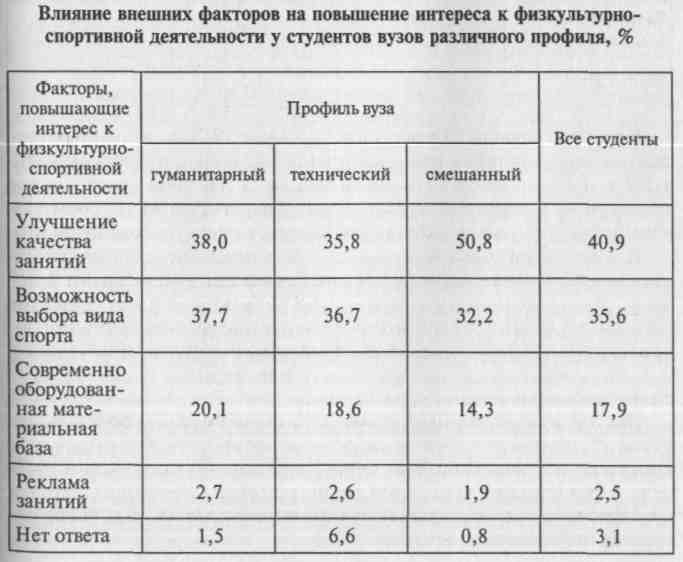 Влияние внешних факторов на повышение интереса к физкультурно-
спортивной деятельности у студентов вузов различного профиля, %
Факторы,
повышающие
интерес к
физкультурно-
спортивной
деятельности
Профиль вуза
Все студенты
гуманитарный технический смешанный
Улучшение
качества
занятий
38,0 35,8 50,8 40,9
Возможность
выбора вида
спорта
37,7 36,7 32,2 35,6
Современно
оборудован-
ная мате-
риальная
база
20,1 18,6 14,3 17,9
Реклама
занятий
2,7 2,6 1,9 2,5
Нет ответа 1,5 6,6 0,8 3,1